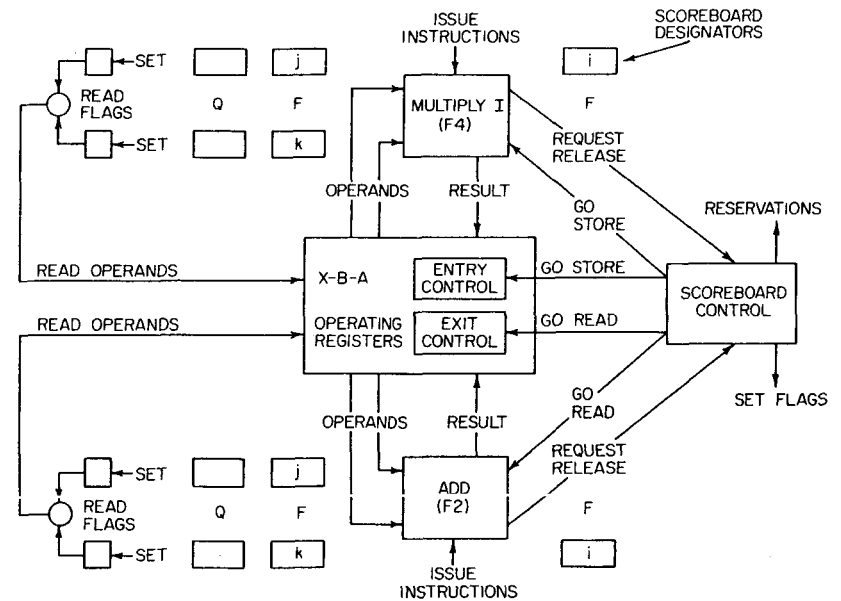 ISSUE
INSTRUCTIONS
SCOREBOARD
DESIGNATORS
SET
j
i
READ
FLAGS
Q
F
MULTIPLY I
(F4)
F
SET
k
REQUEST
RELEASE
OPERANDS
RESULT
GO
STORE
RESERVATIONS
READ OPERANDS
X-B-A
ENTRY
CONTROL
GO STORE
SCOREBOARD
CONTROL
READ OPERANDS
OPERATING
REGISTERS
EXIT
CONTROL
GO READ
SET FLAGS
OPERANDS
RESULT
GO
READ
REQUEST
RELEASE
SET
j
READ
FLAGS
Q
F
ADD
(F2)
F
SET
k
i
ISSUE
INSTRUCTIONS